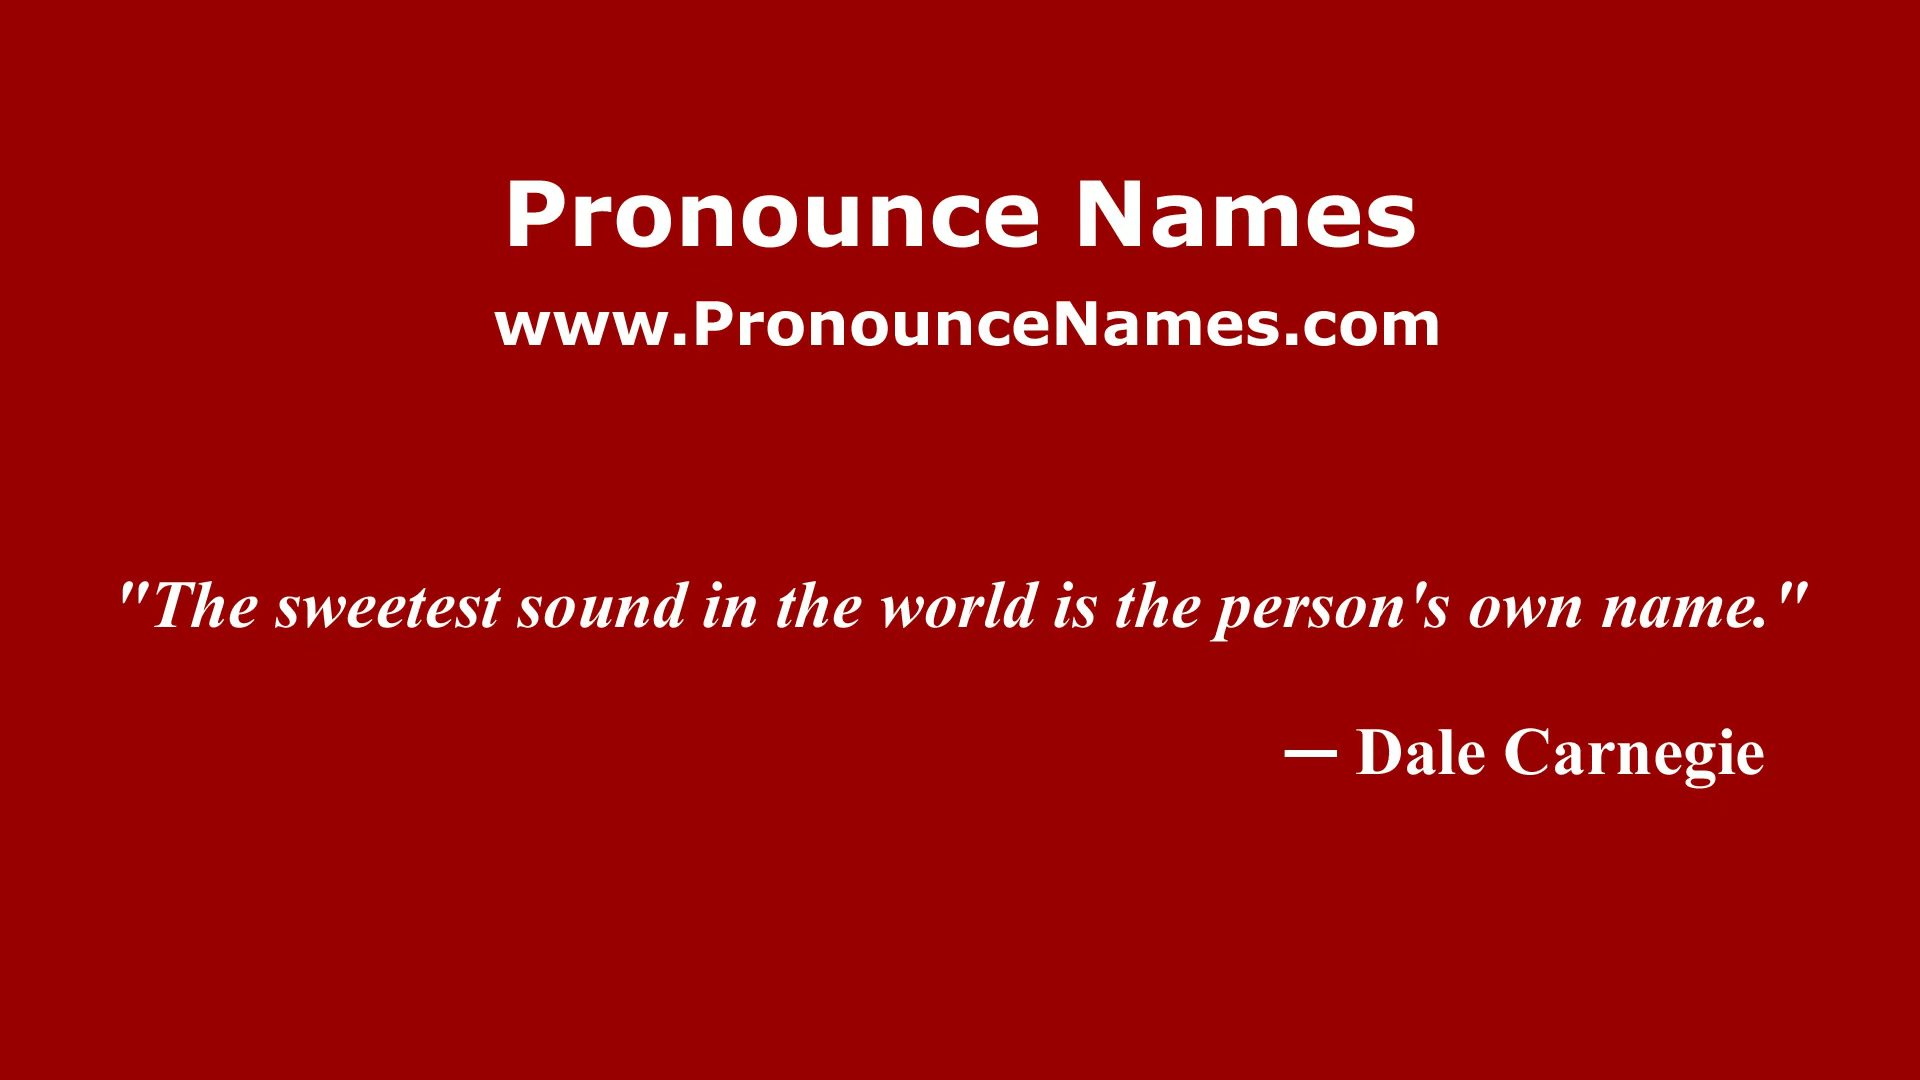 Pronounce Names
www.PronounceNames.com
"The sweetest sound in the world is the person's own name."
— Dale Carnegie